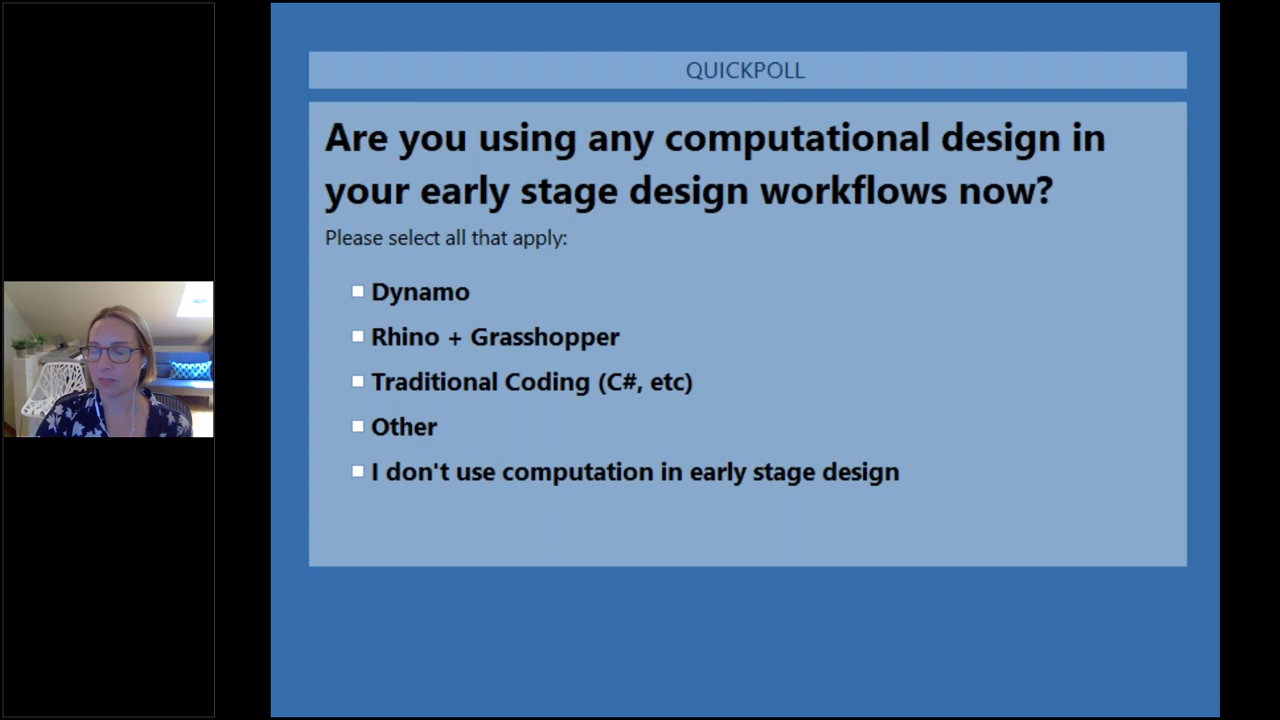 QUICKPOLL
Are you using any computational design in
your early stage design workflows now?
Please select all that apply:
Dynamo
Rhino + Grasshopper
Traditional Coding (C#, etc)
Other
I don't use computation in early stage design